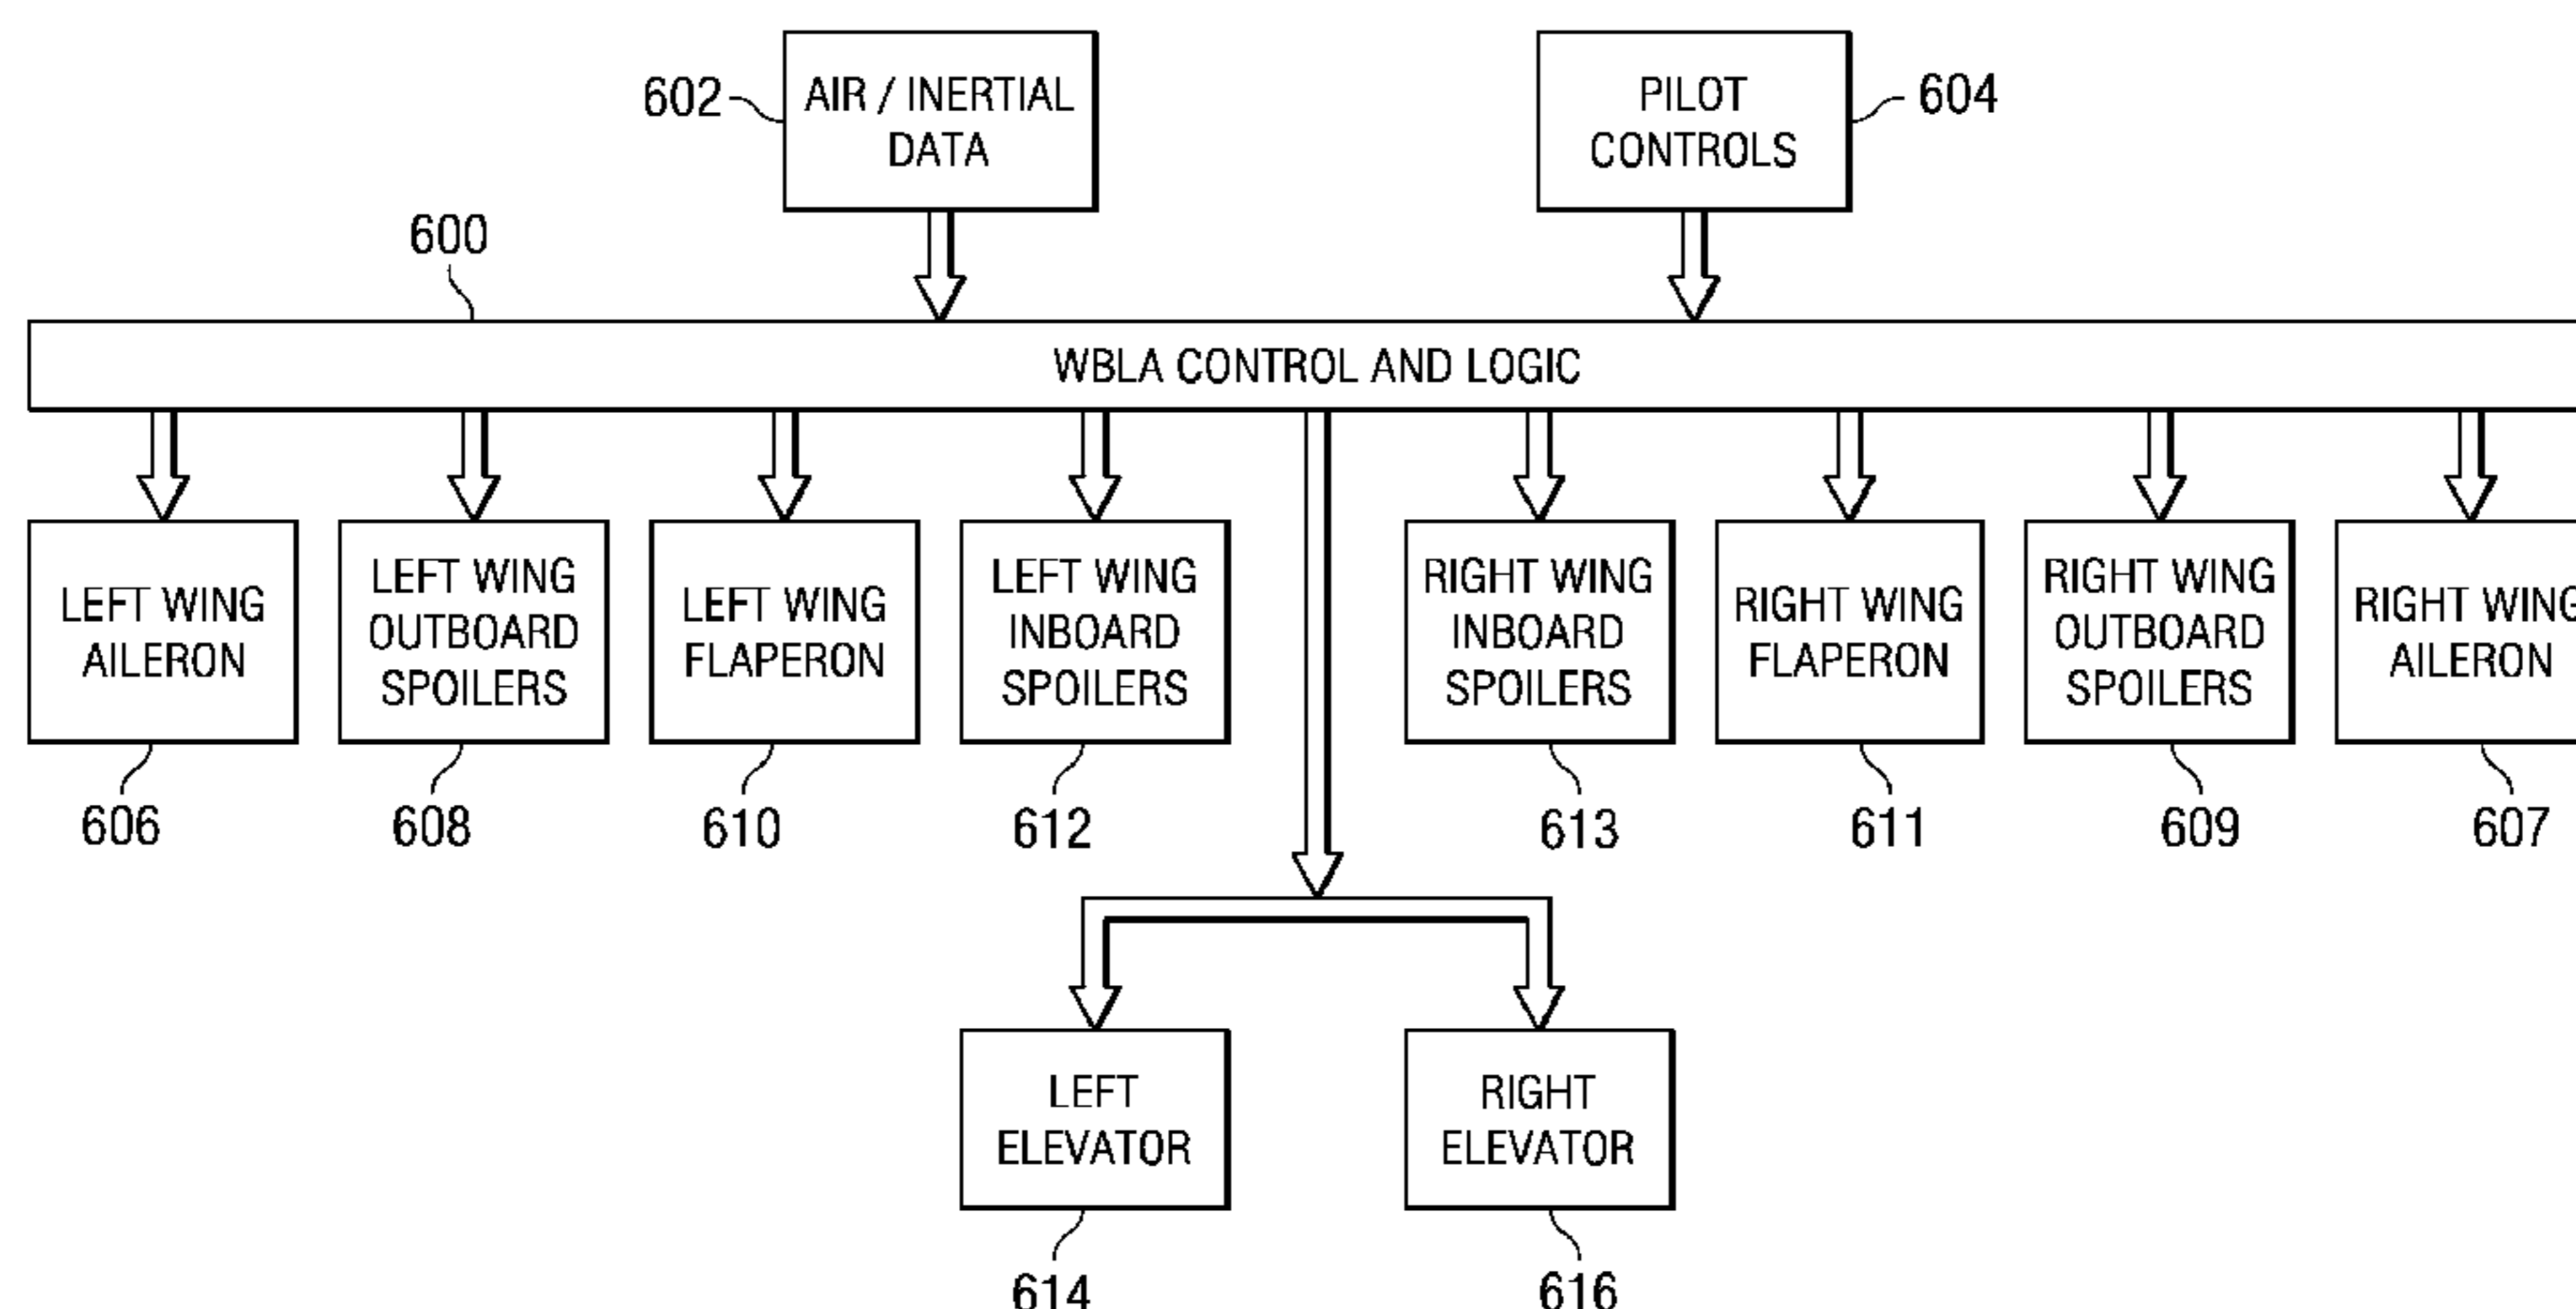 602
AIR / INERTIAL
DATA
PILOT
CONTROLS
604
600
WBLA CONTROL AND LOGIC
LEFT WING
AILERON
LEFT WING
OUTBOARD
SPOILERS
LEFT WING
FLAPERON
LEFT WING
INBOARD
SPOILERS
RIGHT WING
INBOARD
SPOILERS
RIGHT WING
FLAPERON
RIGHT WING
OUTBOARD
SPOILERS
RIGHT WING
AILERON
606
608
610
612
613
611
609
607
LEFT
ELEVATOR
RIGHT
ELEVATOR
614
616